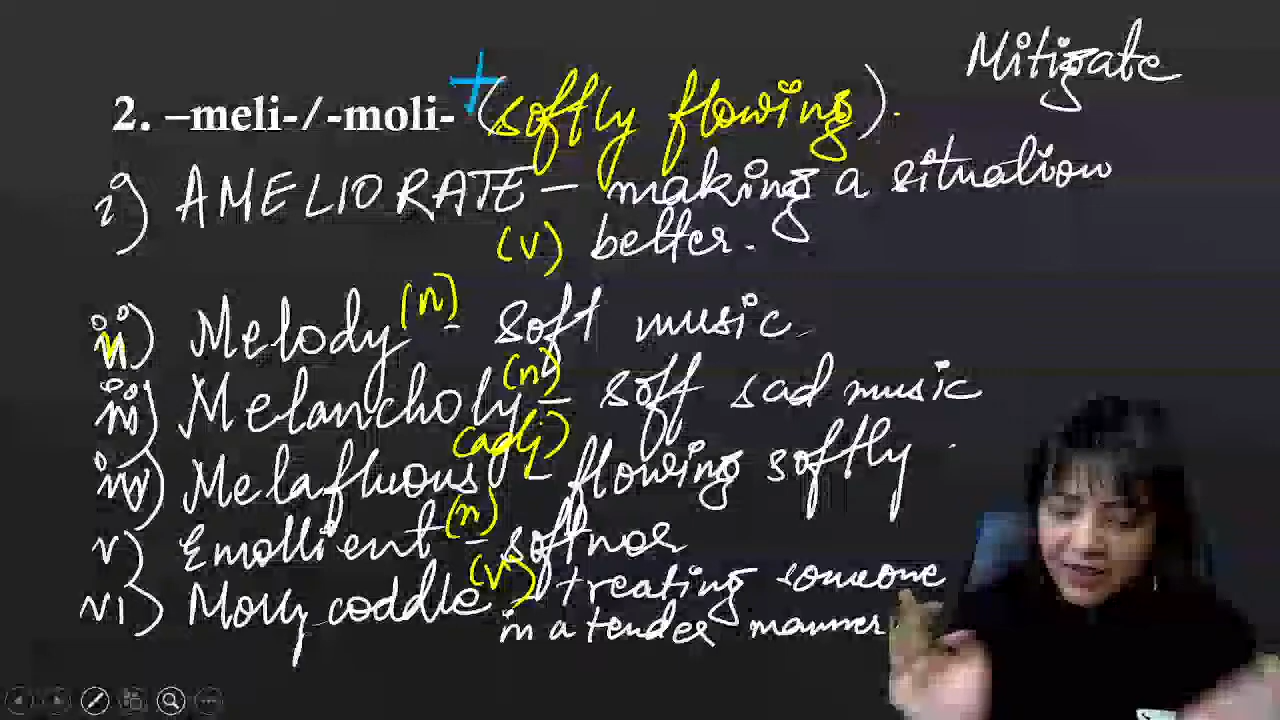 Mitigate
2. –meli-/-moli- + (softly flowing).
i) AMELIORATE – making a situation
(v) better.
ii) Melody (n) - soft music
iii) Melancholy (n) – soft sad music
iv) Melafluous (adj) – flowing softly
v) Emollient (n) – softnor
vi) Molly coddle (v) treating someone
in a tender manner.